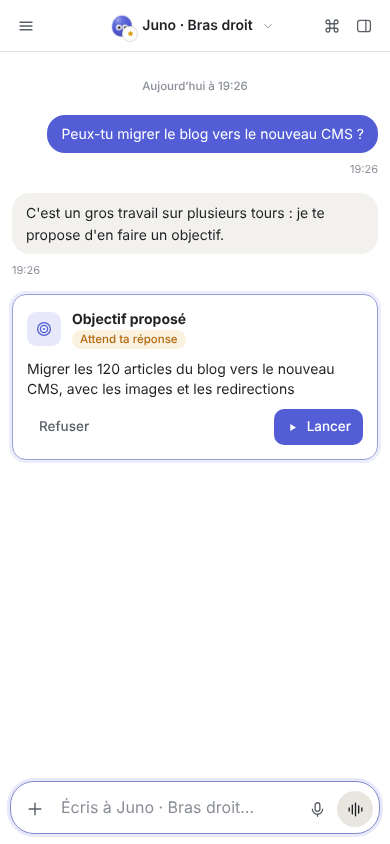 Juno · Bras droit
Aujourd'hui à 19:26
Peux-tu migrer le blog vers le nouveau CMS ?
19:26
C'est un gros travail sur plusieurs tours : je te
propose d'en faire un objectif.
19:26
Objectif proposé
Attend ta réponse
Migrer les 120 articles du blog vers le nouveau
CMS, avec les images et les redirections
Refuser
Lancer
Écris à Juno · Bras droit...